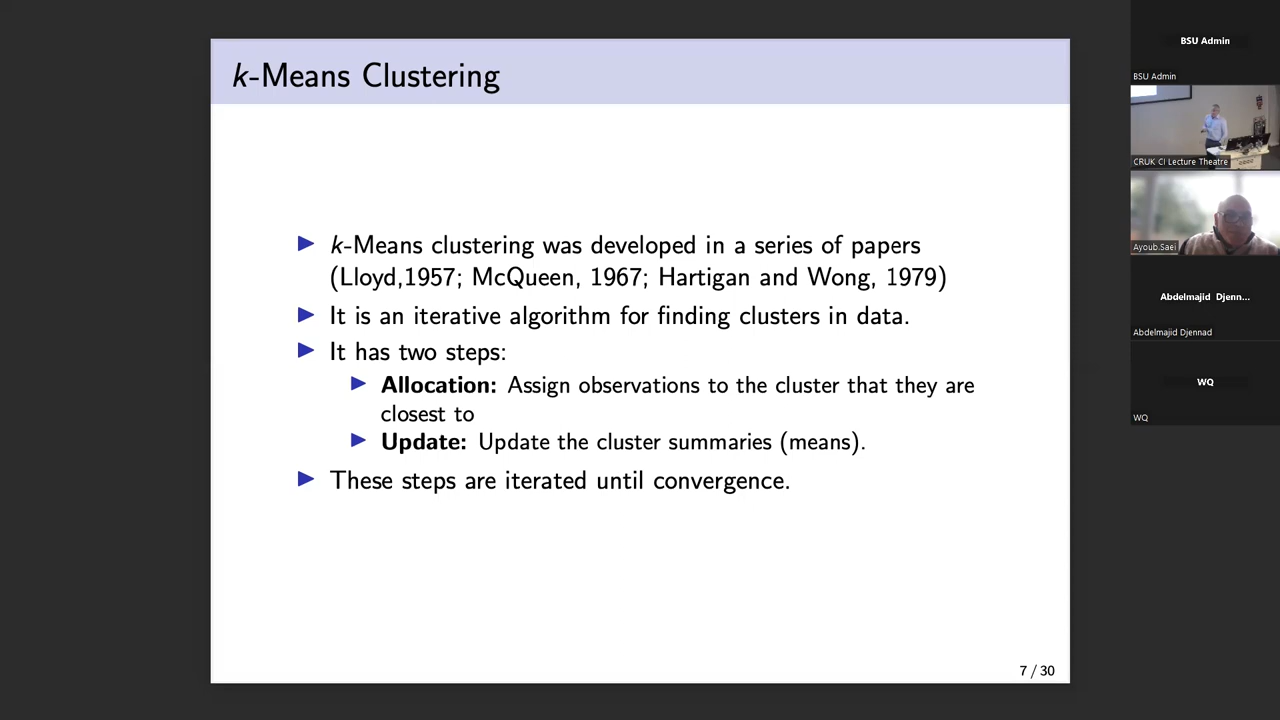 k-Means Clustering
k-Means clustering was developed in a series of papers
(Lloyd,1957; McQueen, 1967; Hartigan and Wong, 1979)
It is an iterative algorithm for finding clusters in data.
It has two steps:
Allocation: Assign observations to the cluster that they are
closest to
Update: Update the cluster summaries (means).
These steps are iterated until convergence.
7 / 30
BSU Admin
BSU Admin
CRUK CI Lecture Theatre
Ayoub.Saei
Abdelmajid Djenn...
Abdelmajid Djennad
WQ
WQ